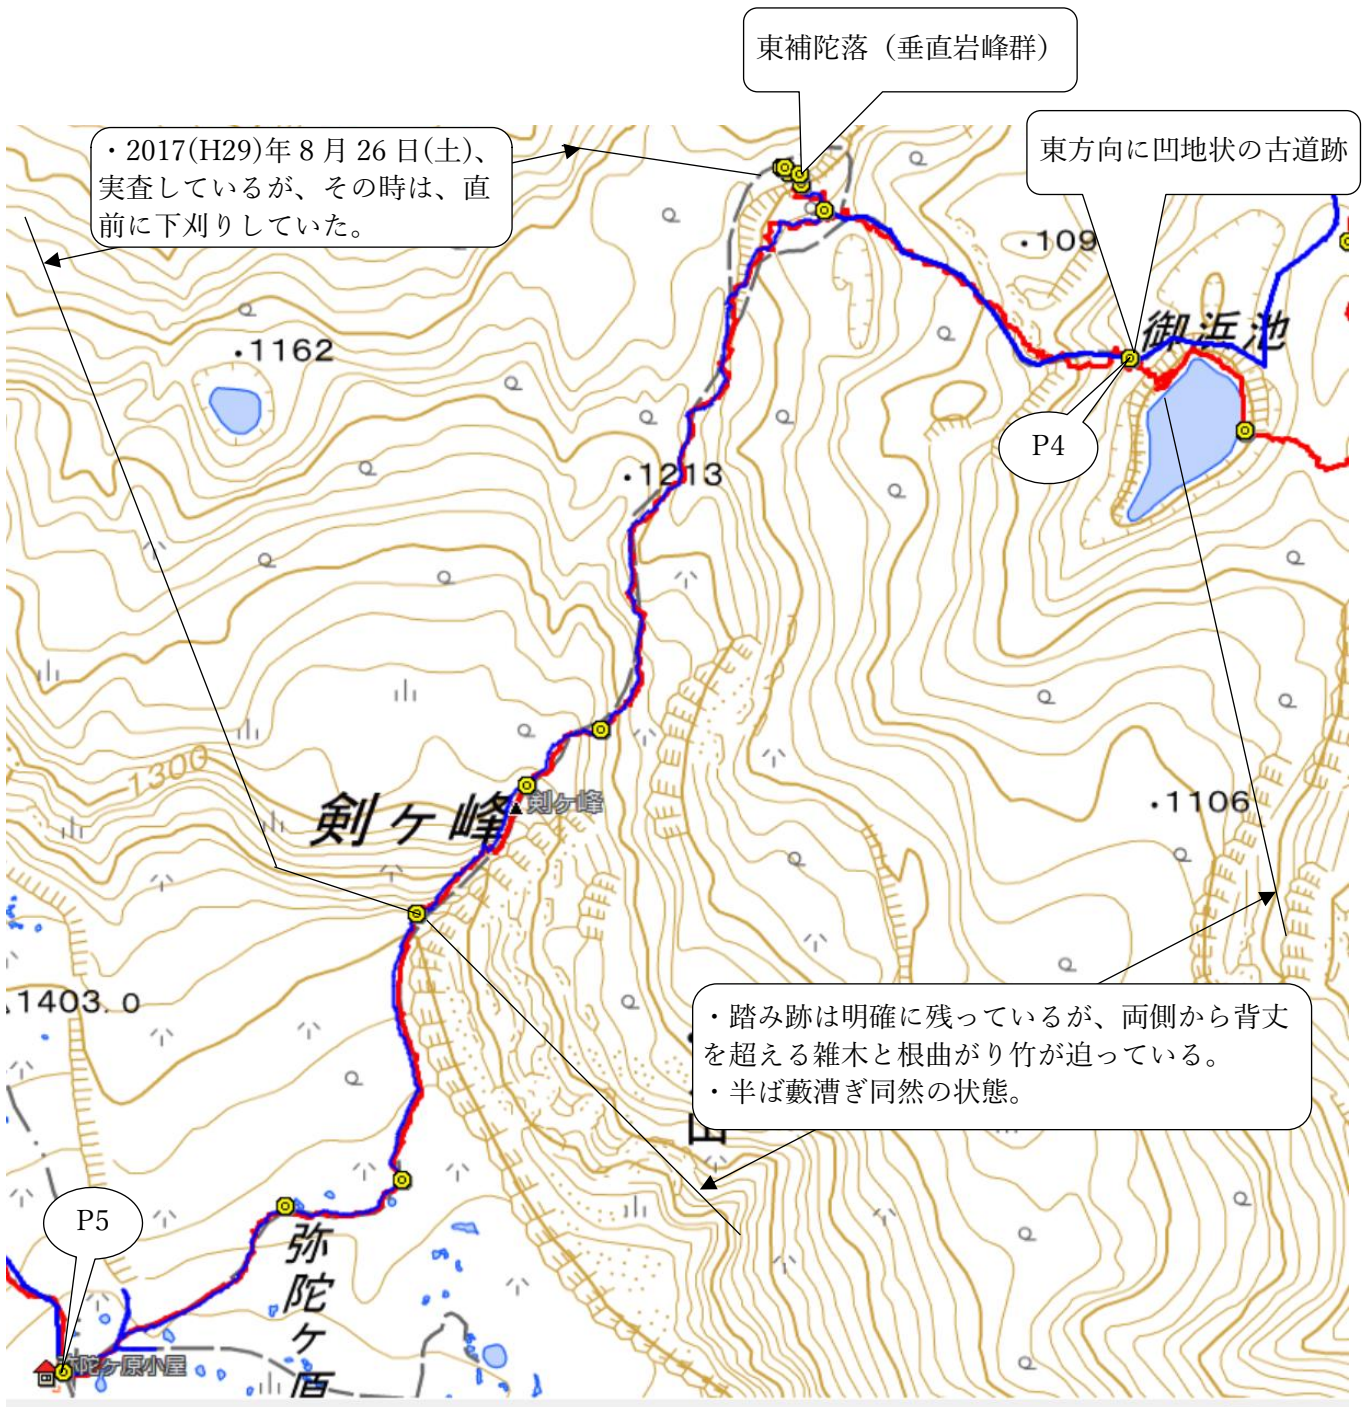 東補陀落（垂直岩峰群）
・2017(H29)年 8 月 26 日(土)、
実査しているが、その時は、直
前に下刈りしていた。
東方向に凹地状の古道跡
・109
御浜池
・1162
P4
・1213
1300
剣ヶ峰
剣ヶ峰
・1106
1403.0
・踏み跡は明確に残っているが、両側から背丈
を超える雑木と根曲がり竹が迫っている。
・半ば藪漕ぎ同然の状態。
P5
弥陀ヶ原
弥陀ヶ原小屋